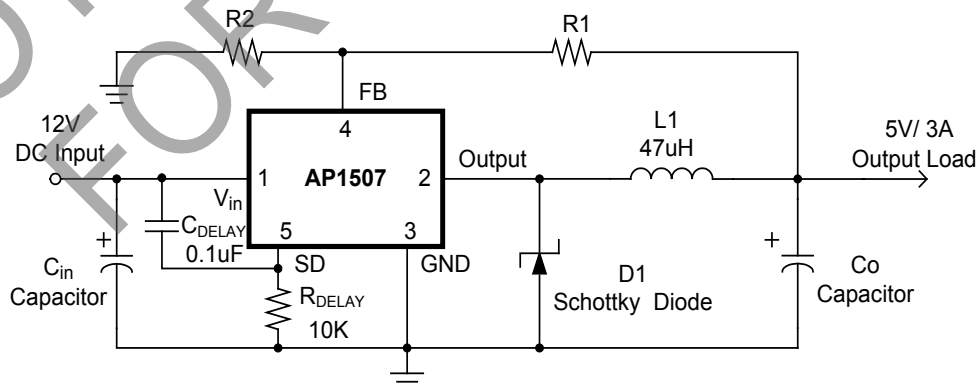 R2
R1
FB
4
12V
DC Input
L1
47uH
5V/ 3A
Output Load
Output
1
AP1507
2
Vin
CDELAY
0.1uF
5
3
SD
GND
Cin
Capacitor
RDELAY
10K
D1
Schottky Diode
Co
Capacitor
+
+
FOR